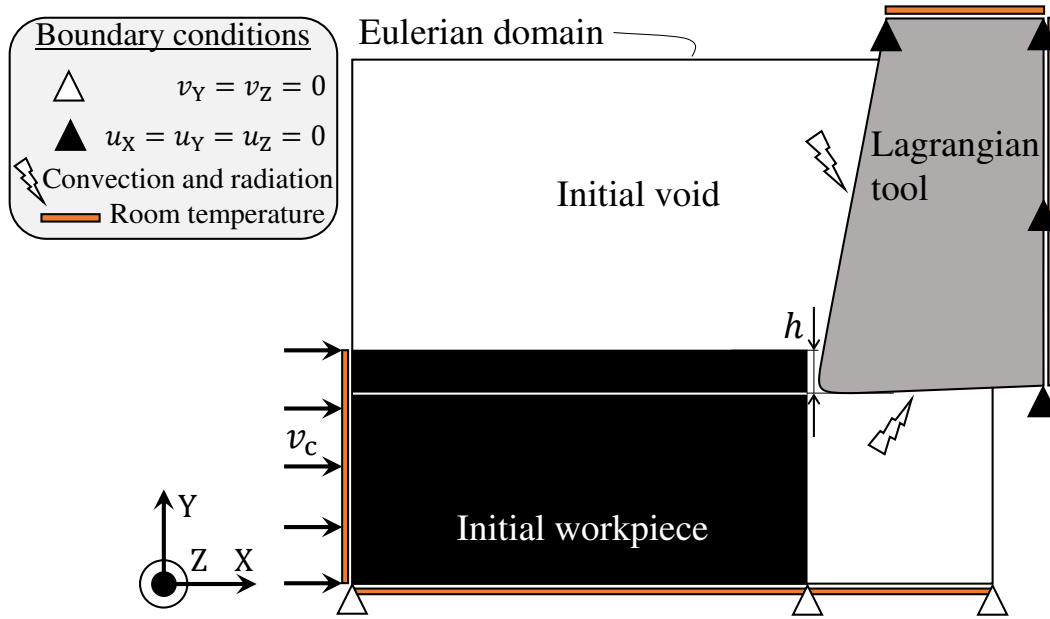 Boundary conditions
v_Y = v_Z = 0
u_X = u_Y = u_Z = 0
Convection and radiation
Room temperature
Eulerian domain
Lagrangian
tool
Initial void
h
v_c
Initial workpiece
Y
Z
X